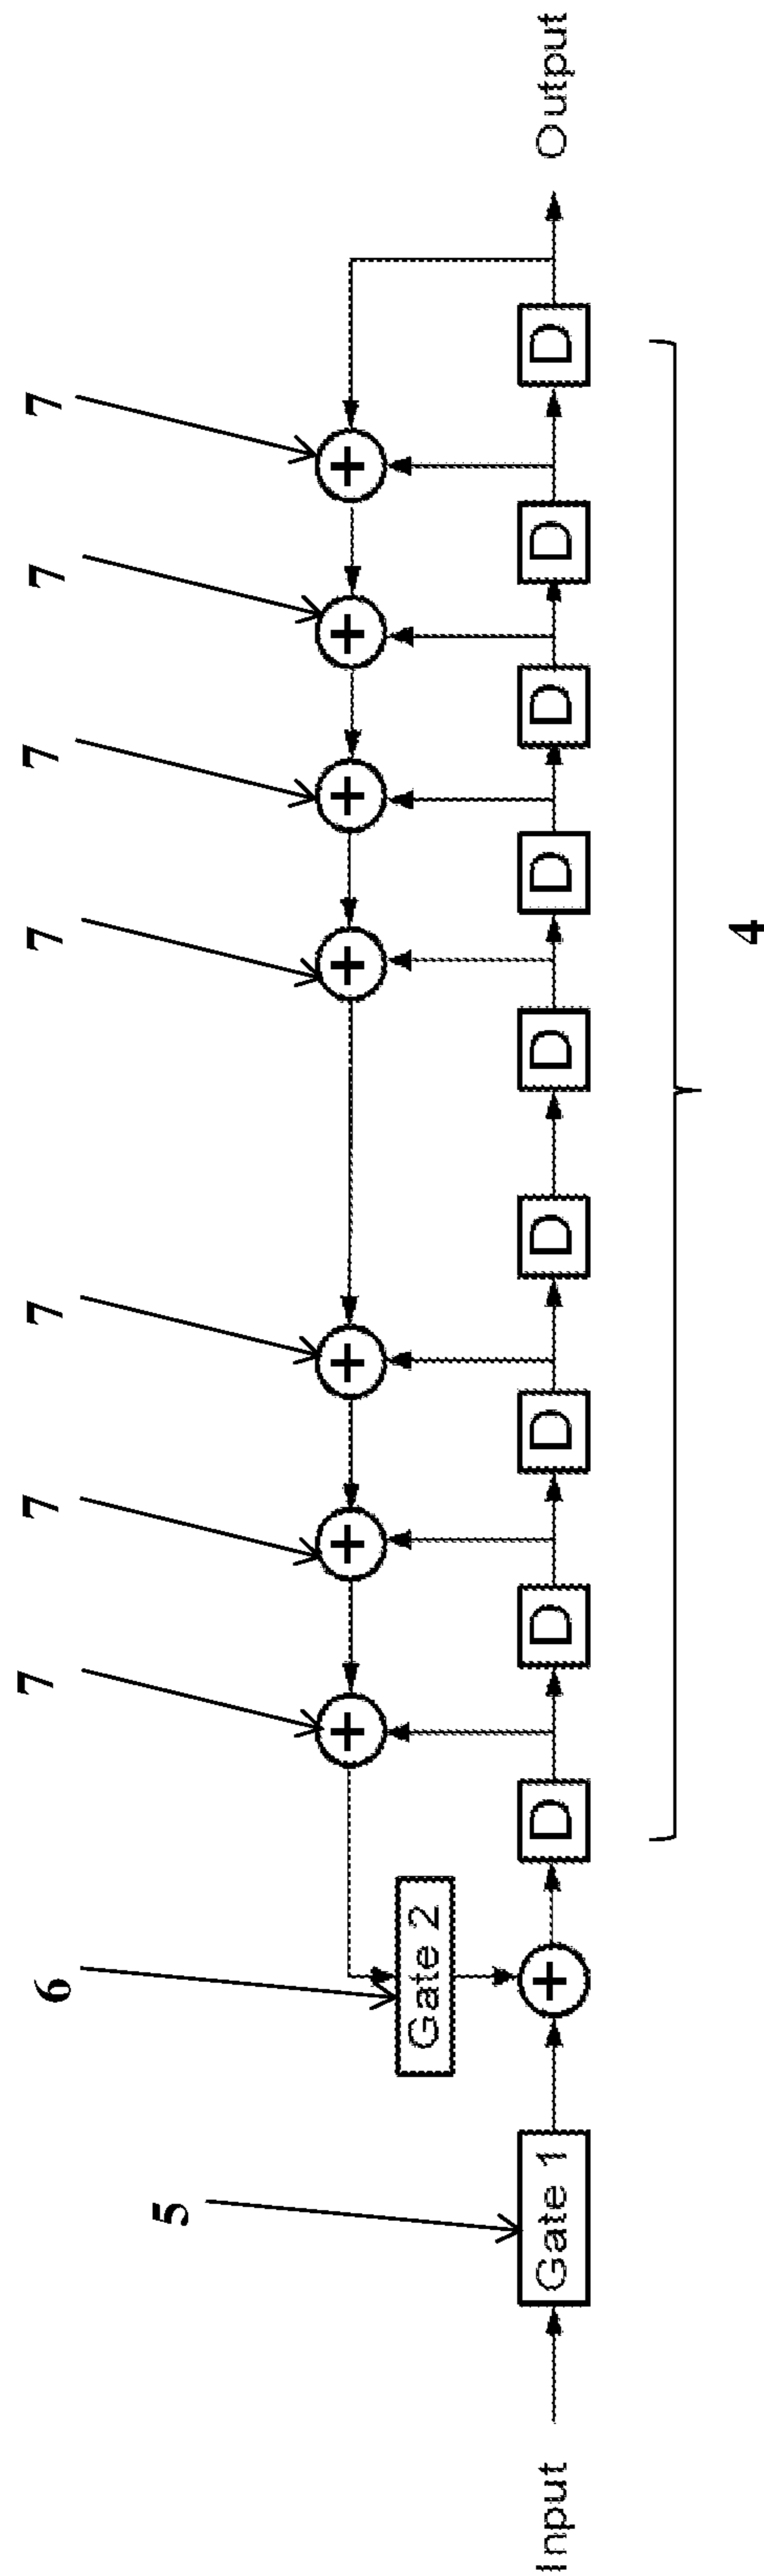 6 7 7 7 7 7 7 7
5
+ + + + + + +
Gate 2
Input Gate 1 + D D D D D D D D D Output
4